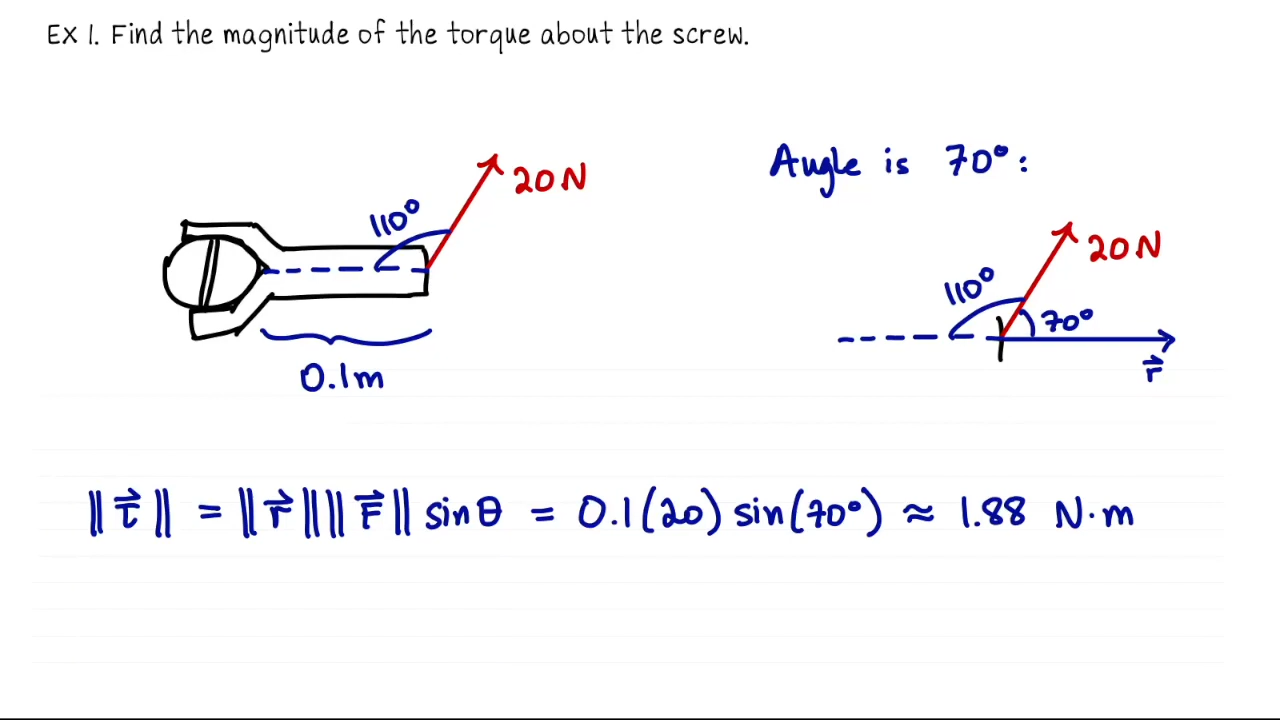 Ex 1. Find the magnitude of the torque about the screw.
Angle is 70°:
20N
110°
0.1m
20N
110°
70°
r⃗
‖τ⃗‖ = ‖r⃗‖‖F⃗‖ sinθ = 0.1(20) sin(70°) ≈ 1.88 N·m